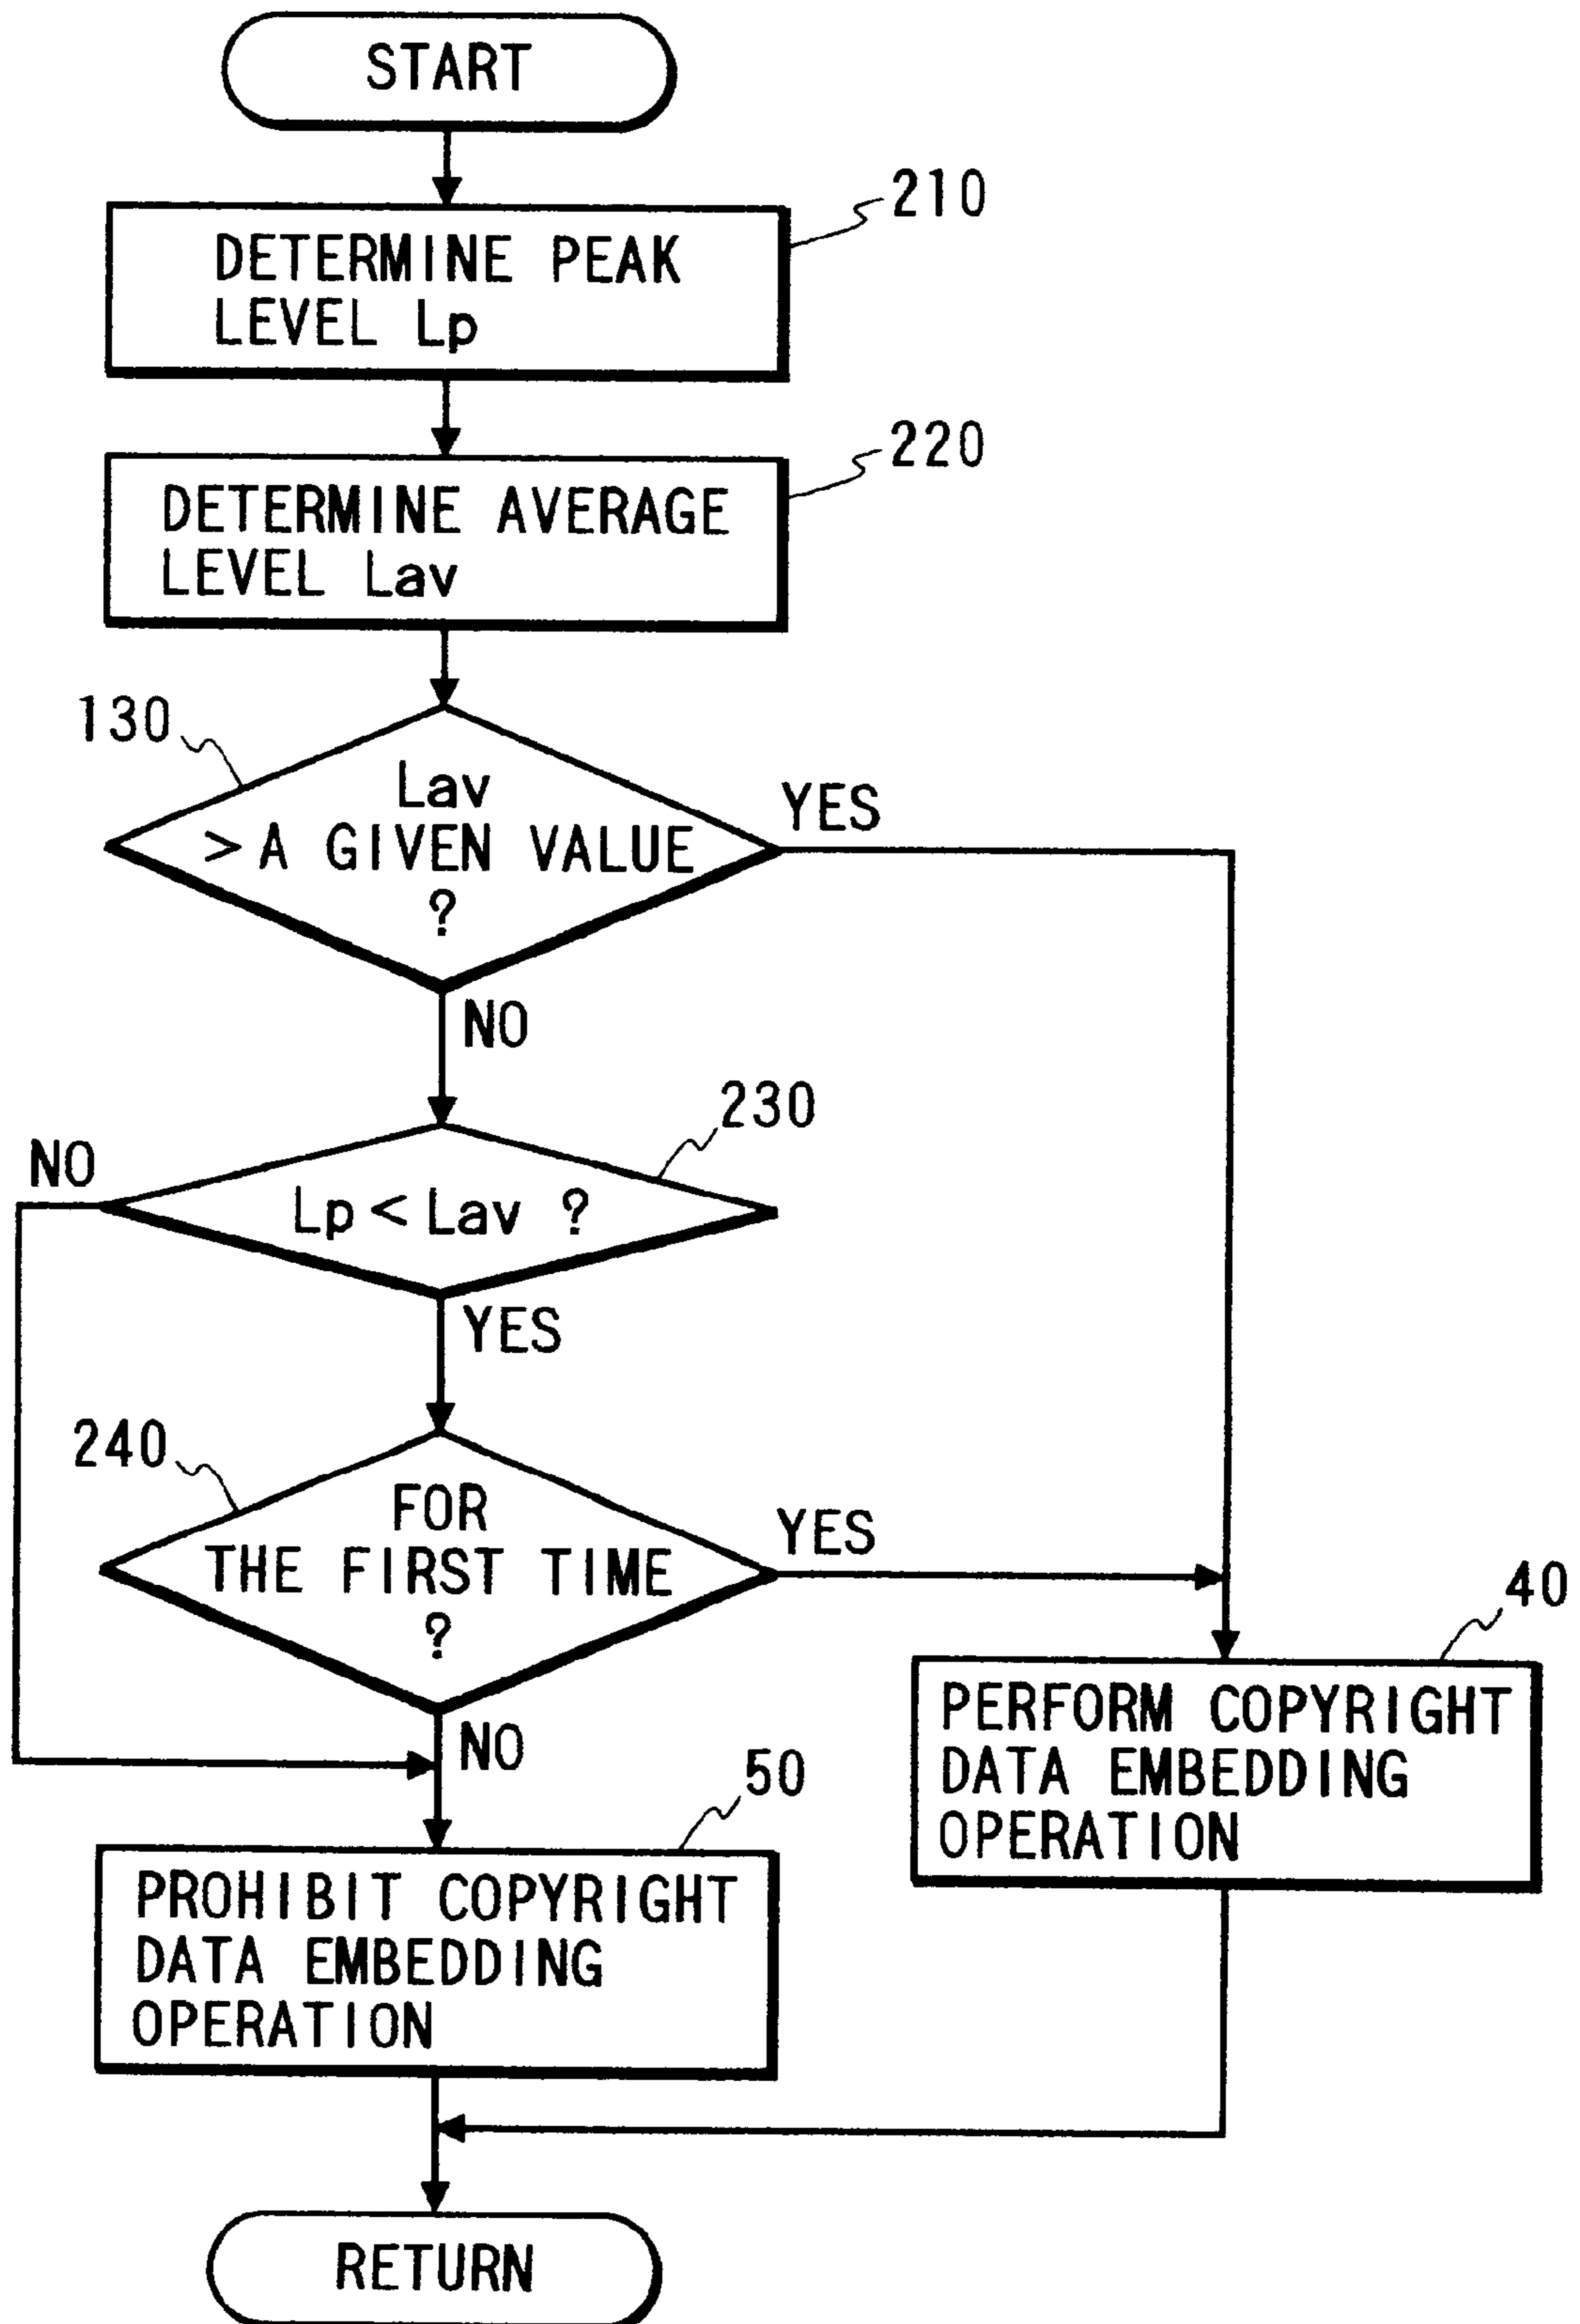 START
210
DETERMINE PEAK
LEVEL Lp
220
DETERMINE AVERAGE
LEVEL Lav
130
Lav
> A GIVEN VALUE
?
YES
NO
230
NO
Lp < Lav ?
YES
240
FOR
THE FIRST TIME
?
YES
NO
40
PERFORM COPYRIGHT
DATA EMBEDDING
OPERATION
50
PROHIBIT COPYRIGHT
DATA EMBEDDING
OPERATION
RETURN